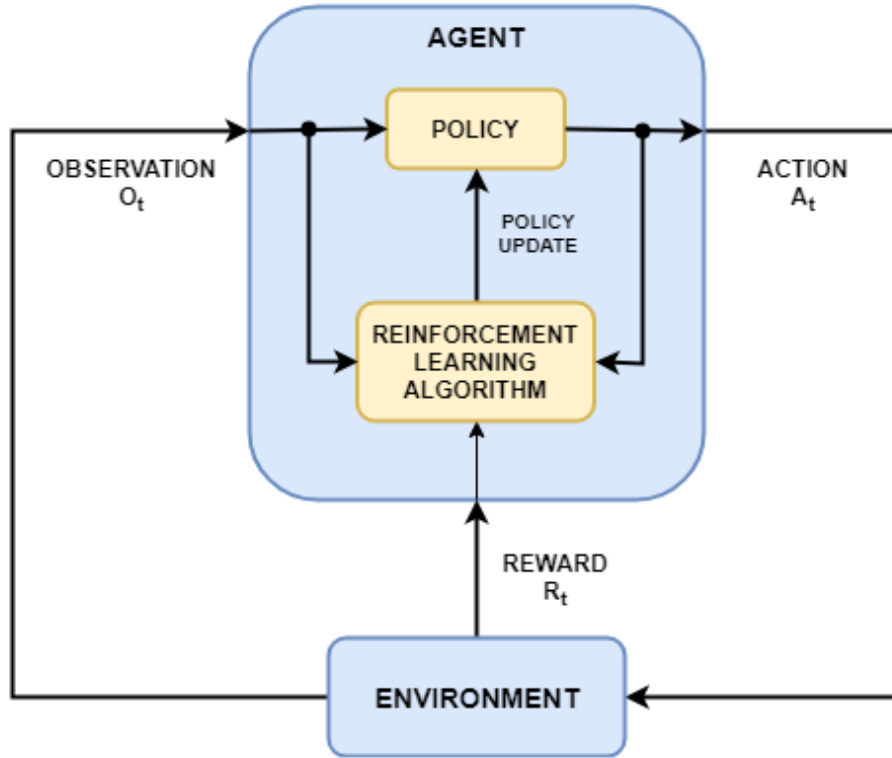 AGENT
POLICY
OBSERVATION
Oₜ
ACTION
Aₜ
POLICY
UPDATE
REINFORCEMENT
LEARNING
ALGORITHM
REWARD
Rₜ
ENVIRONMENT